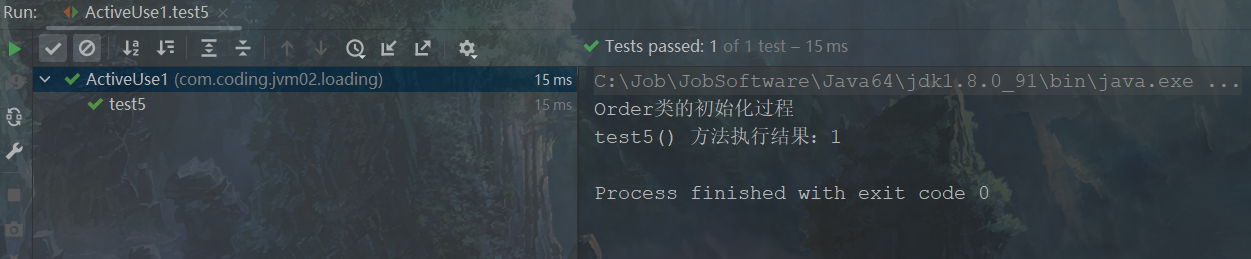 Run:
ActiveUse1.test5
Tests passed: 1 of 1 test – 15 ms
ActiveUse1 (com.coding.jvm02.loading)
15 ms
test5
15 ms
C:\Job\JobSoftware\Java64\jdk1.8.0_91\bin\java.exe ...
Order类的初始化过程
test5() 方法执行结果：1
Process finished with exit code 0